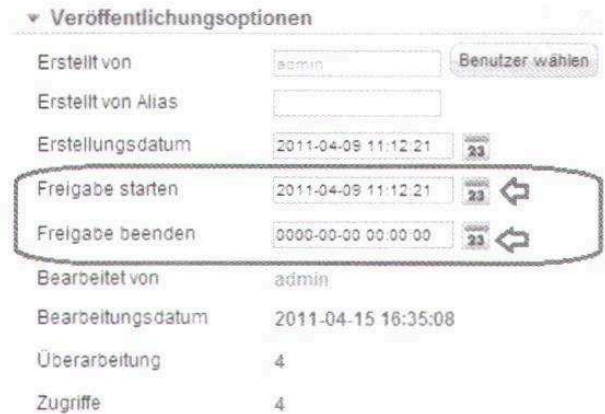 Veröffentlichungsoptionen
Erstellt von admin Benutzer wählen
Erstellt von Alias
Erstellungsdatum 2011-04-09 11:12:21 23
Freigabe starten 2011-04-09 11:12:21 23
Freigabe beenden 0000-00-00 00:00:00 23
Bearbeitet von admin
Bearbeitungsdatum 2011-04-15 16:35:08
Überarbeitung 4
Zugriffe 4